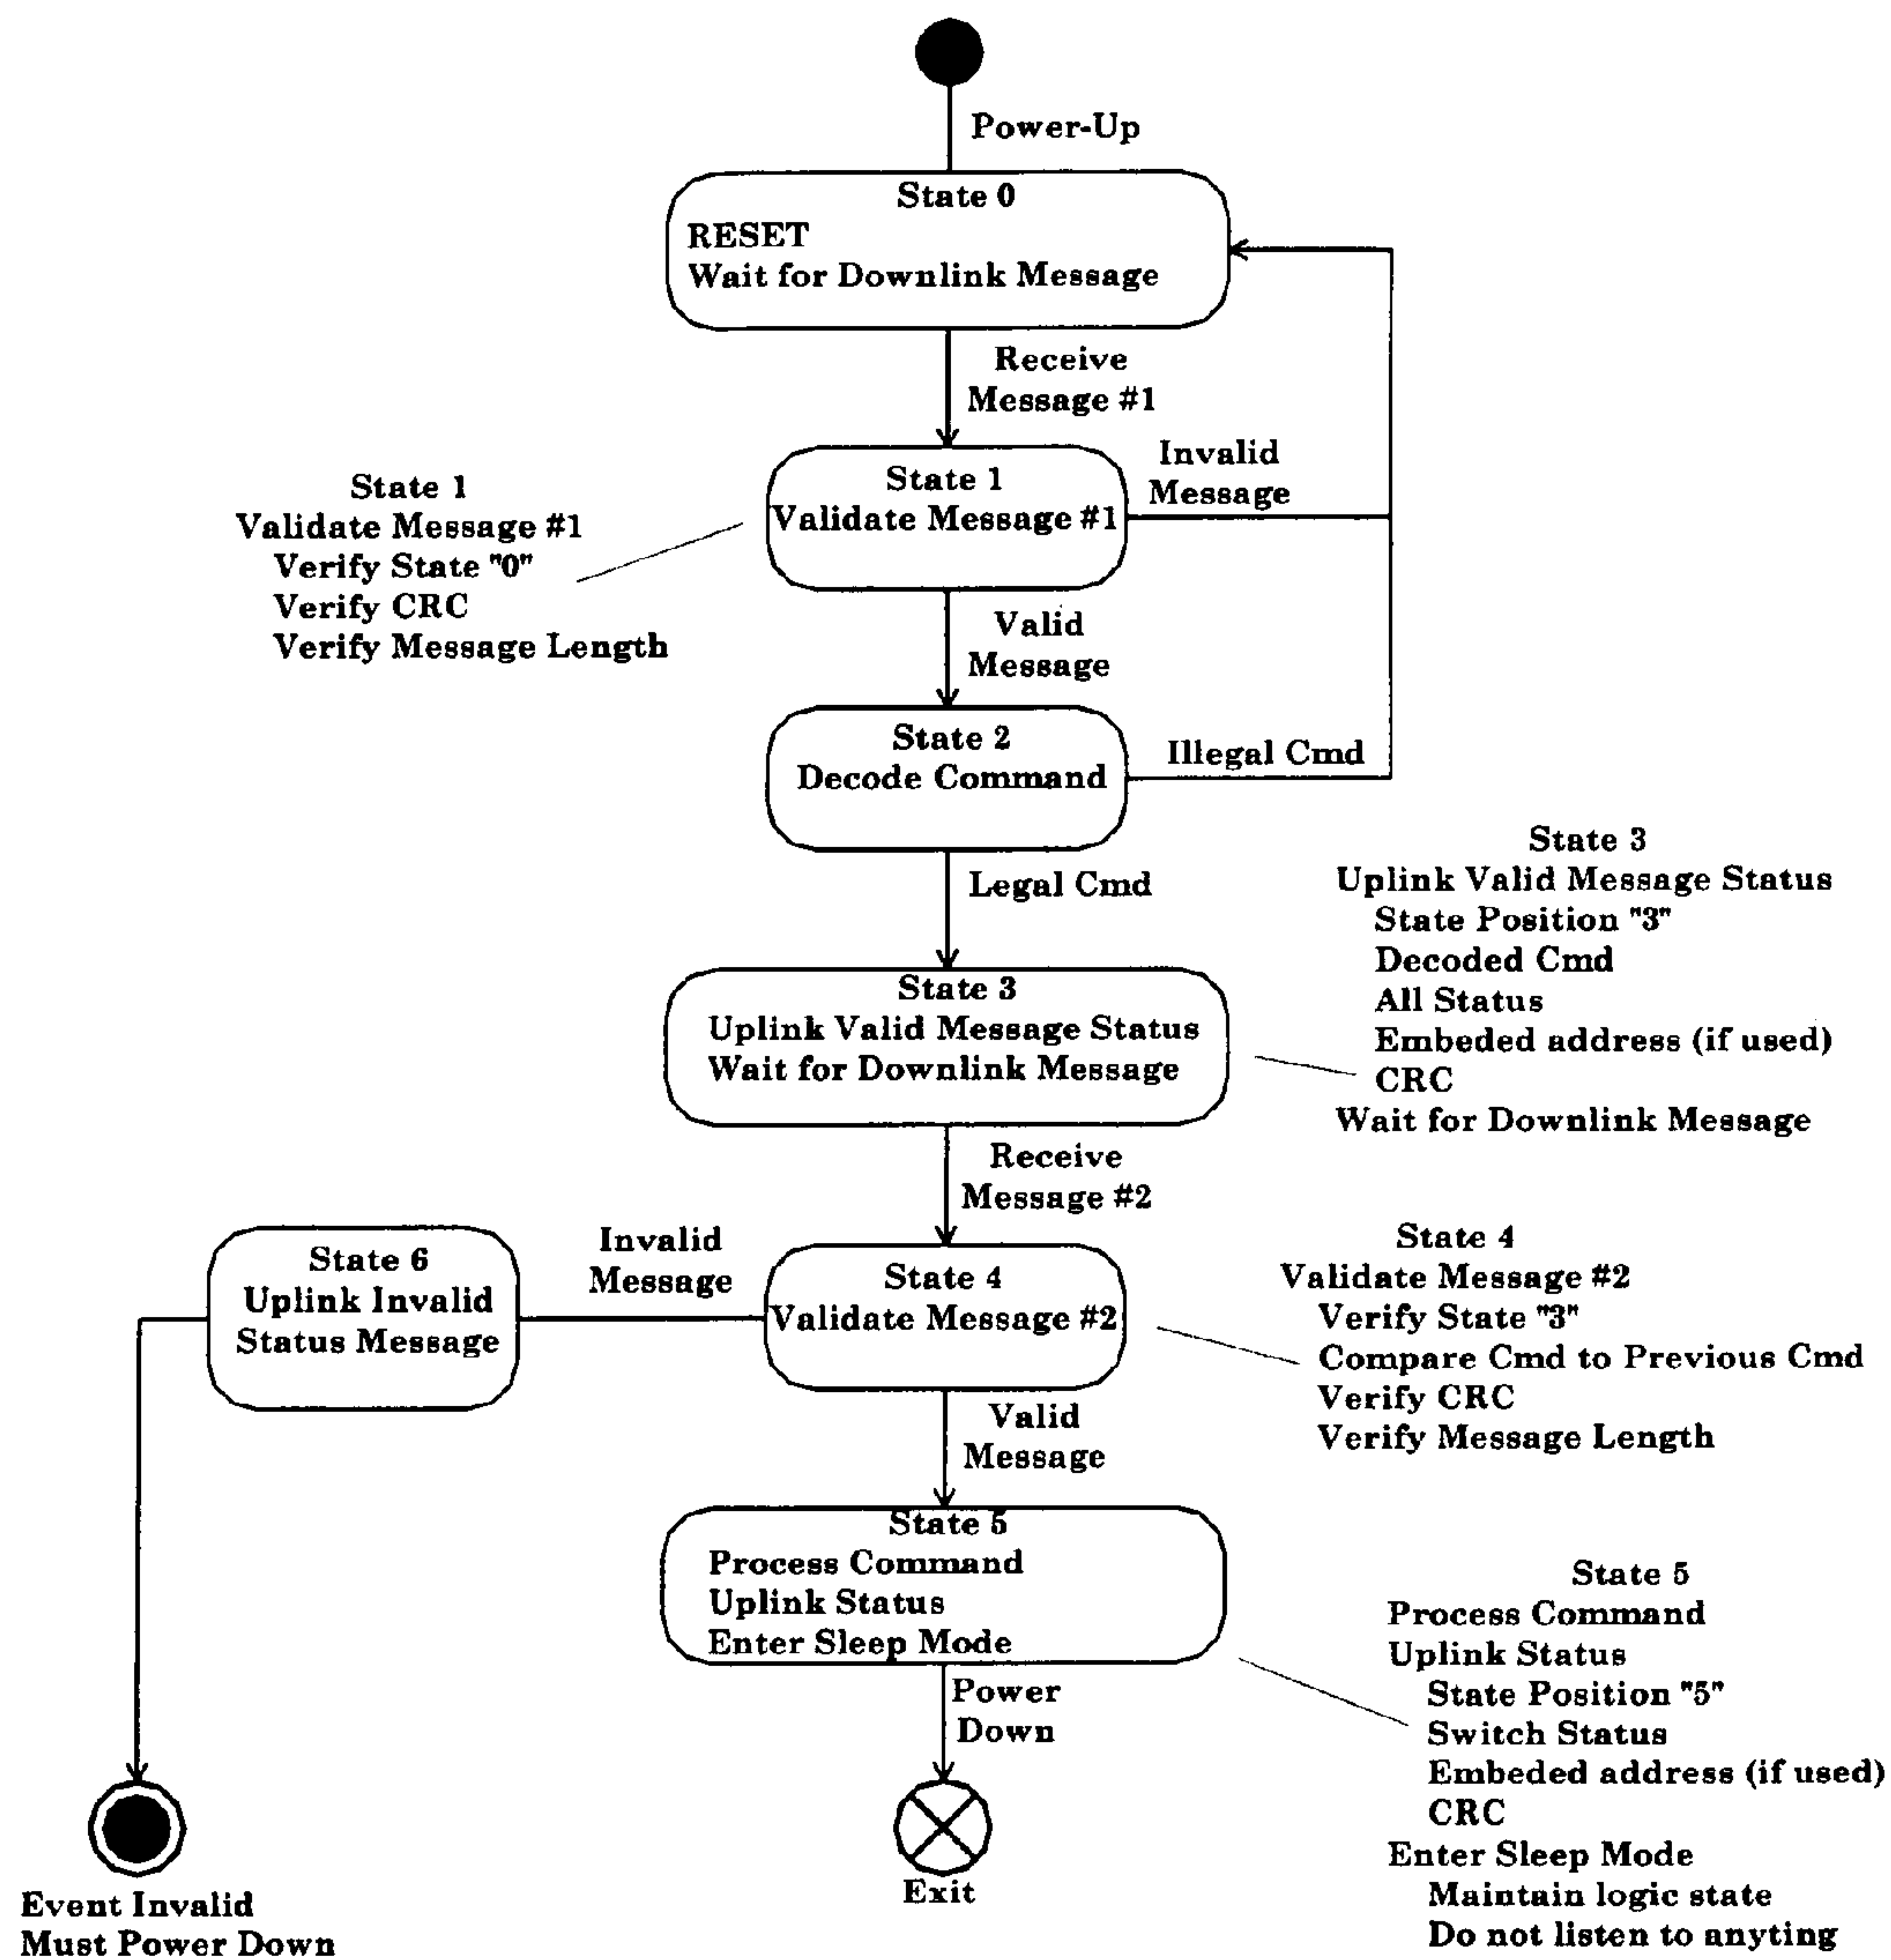 Power-Up
State 0
RESET
Wait for Downlink Message
Receive
Message #1
State 1
Validate Message #1
Invalid
Message
State 1
Validate Message #1
Verify State "0"
Verify CRC
Verify Message Length
Valid
Message
State 2
Decode Command
Illegal Cmd
Legal Cmd
State 3
Uplink Valid Message Status
State Position "3"
Decoded Cmd
All Status
Embeded address (if used)
CRC
Wait for Downlink Message
State 3
Uplink Valid Message Status
Wait for Downlink Message
Receive
Message #2
State 6
Uplink Invalid
Status Message
Invalid
Message
State 4
Validate Message #2
State 4
Validate Message #2
Verify State "3"
Compare Cmd to Previous Cmd
Verify CRC
Verify Message Length
Valid
Message
State 5
Process Command
Uplink Status
Enter Sleep Mode
State 5
Process Command
Uplink Status
State Position "5"
Switch Status
Embeded address (if used)
CRC
Enter Sleep Mode
Maintain logic state
Do not listen to anyting
Power
Down
Exit
Event Invalid
Must Power Down